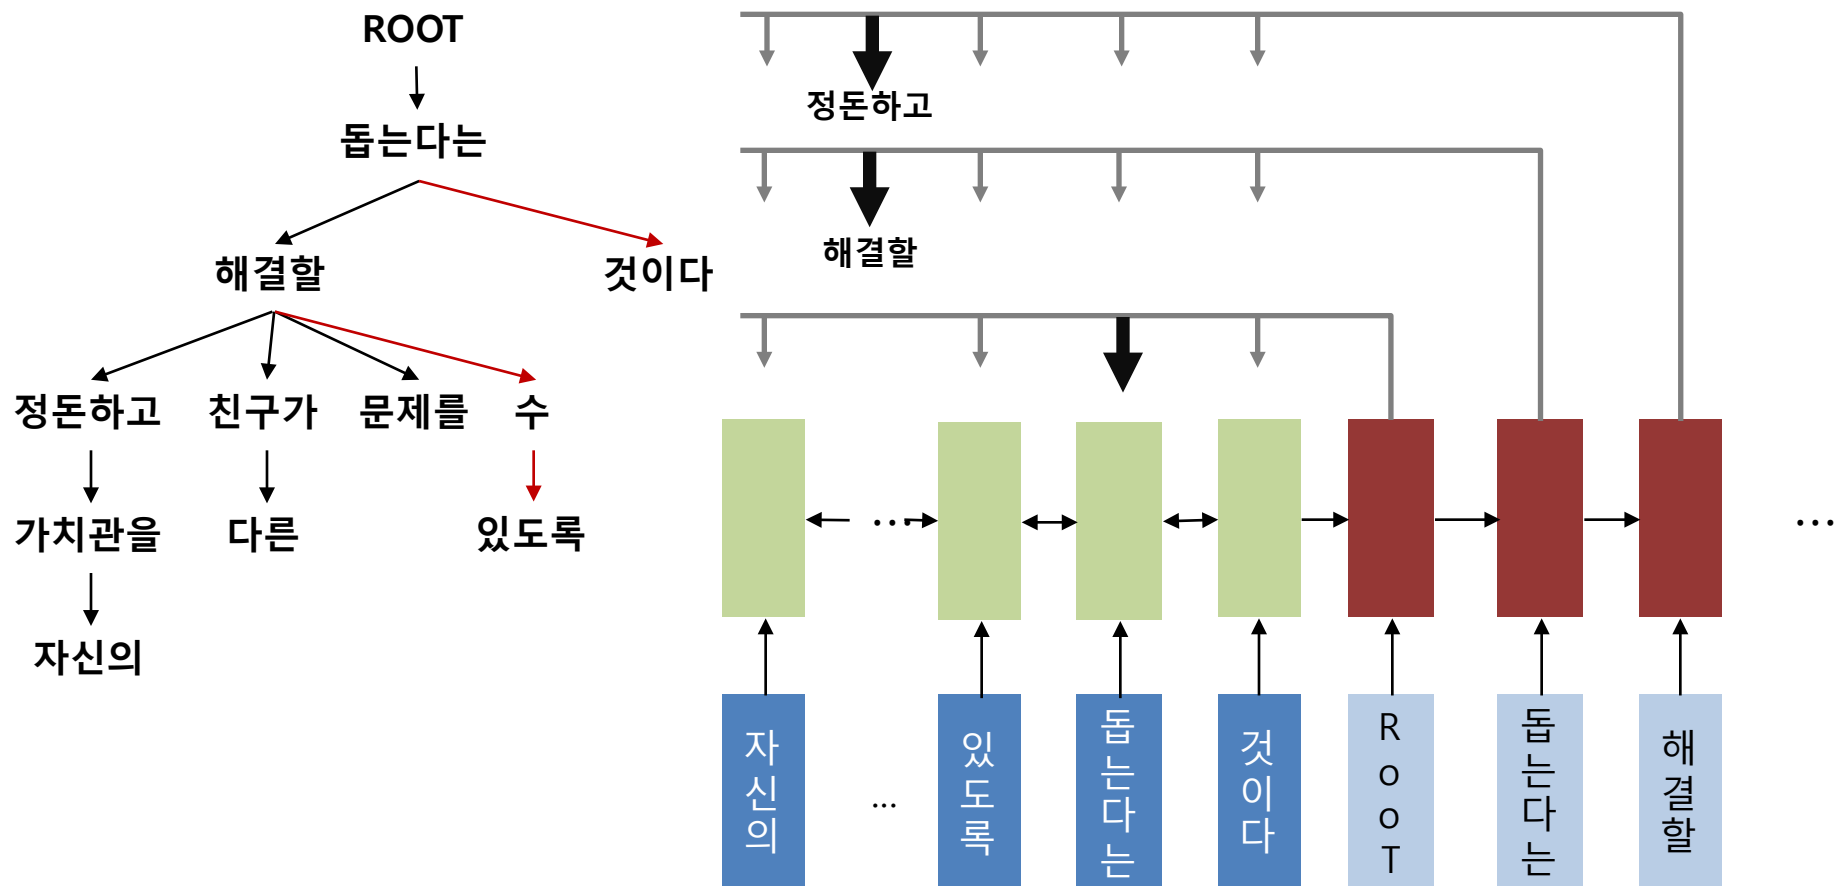 ROOT
돕는다는
해결할 것이다
정돈하고 친구가 문제를 수
가치관을 다른 있도록
자신의
정돈하고
해결할
...
...
자신의
...
있도록
돕는다는
것이다
RooT
돕는다는
해결할